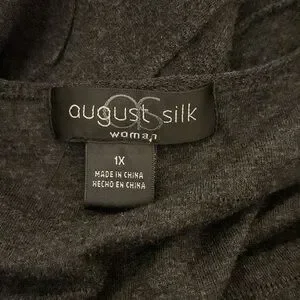 august silk
woman
1X
MADE IN CHINA
HECHO EN CHINA